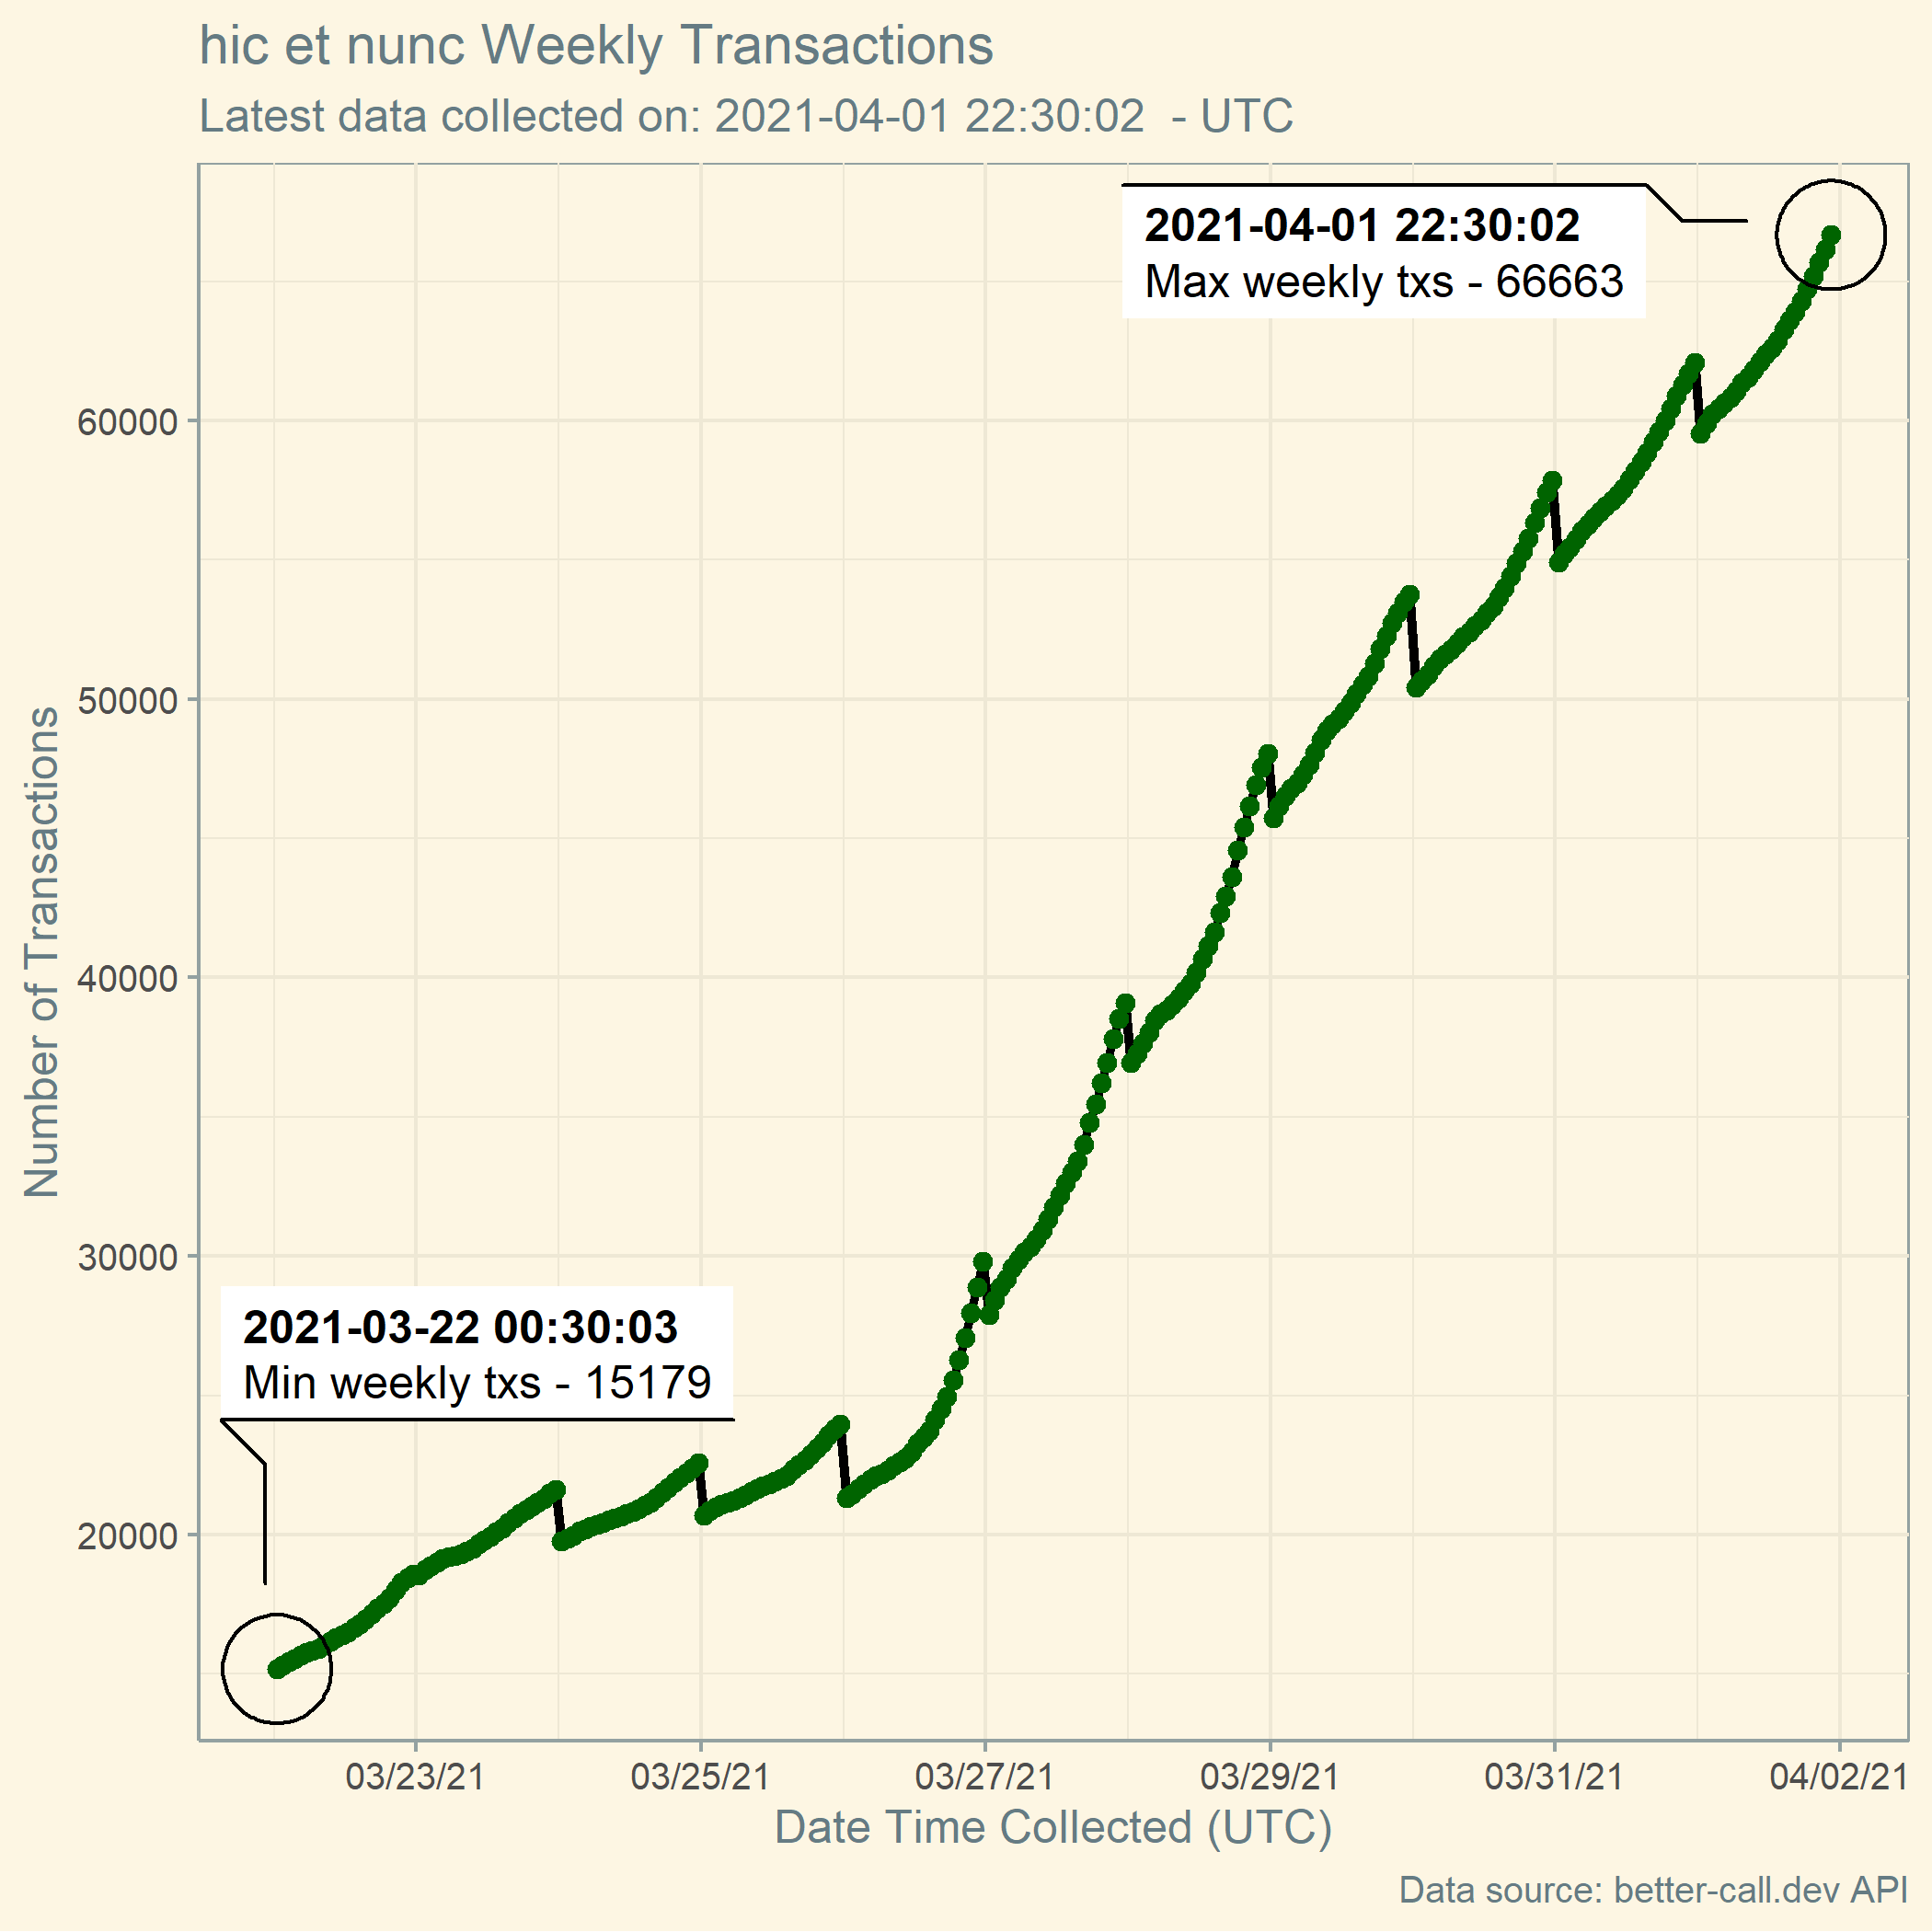 hic et nunc Weekly Transactions
Latest data collected on: 2021-04-01 22:30:02  - UTC
2021-04-01 22:30:02
Max weekly txs - 66663
60000
50000
40000
30000
20000
Number of Transactions
2021-03-22 00:30:03
Min weekly txs - 15179
03/23/21 03/25/21 03/27/21 03/29/21 03/31/21 04/02/21
Date Time Collected (UTC)
Data source: better-call.dev API